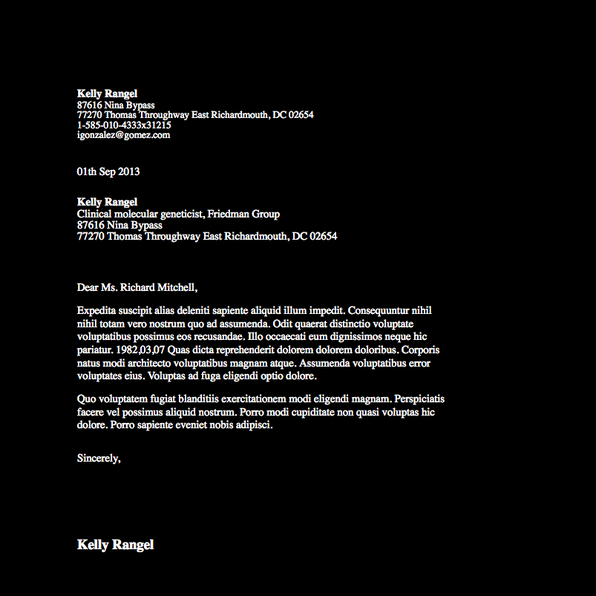 Kelly Rangel
87616 Nina Bypass
77270 Thomas Throughway East Richardmouth, DC 02654
1-585-010-4333x31215
igonzalez@gomez.com
01th Sep 2013
Kelly Rangel
Clinical molecular geneticist, Friedman Group
87616 Nina Bypass
77270 Thomas Throughway East Richardmouth, DC 02654
Dear Ms. Richard Mitchell,
Expedita suscipit alias deleniti sapiente aliquid illum impedit. Consequuntur nihil
nihil totam vero nostrum quo ad assumenda. Odit quaerat distinctio voluptate
voluptatibus possimus eos recusandae. Illo occaecati eum dignissimos neque hic
pariatur. 1982,03,07 Quas dicta reprehenderit dolorem dolorem doloribus. Corporis
natus modi architecto voluptatibus magnam atque. Assumenda voluptatibus error
voluptates eius. Voluptas ad fuga eligendi optio dolore.
Quo voluptatem fugiat blanditiis exercitationem modi eligendi magnam. Perspiciatis
facere vel possimus aliquid nostrum. Porro modi cupiditate non quasi voluptas hic
dolore. Porro sapiente eveniet nobis adipisci.
Sincerely,
Kelly Rangel